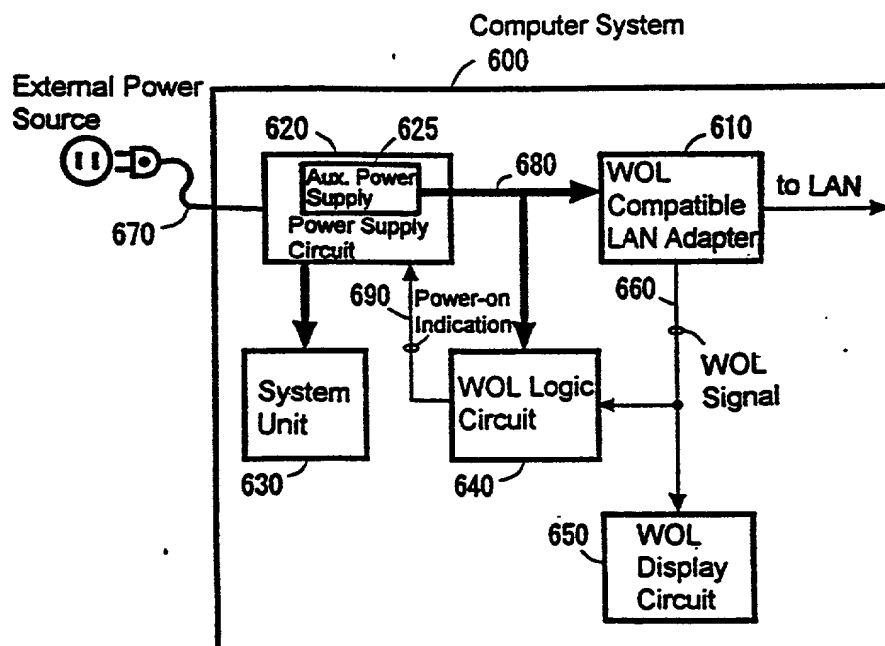 Computer System
600
External Power
Source
620
625
610
Aux. Power
Supply
Power Supply
Circuit
680
WOL
Compatible
LAN Adapter
to LAN
670
690
Power-on
Indication
660
WOL
Signal
System
Unit
630
WOL Logic
Circuit
640
650
WOL
Display
Circuit